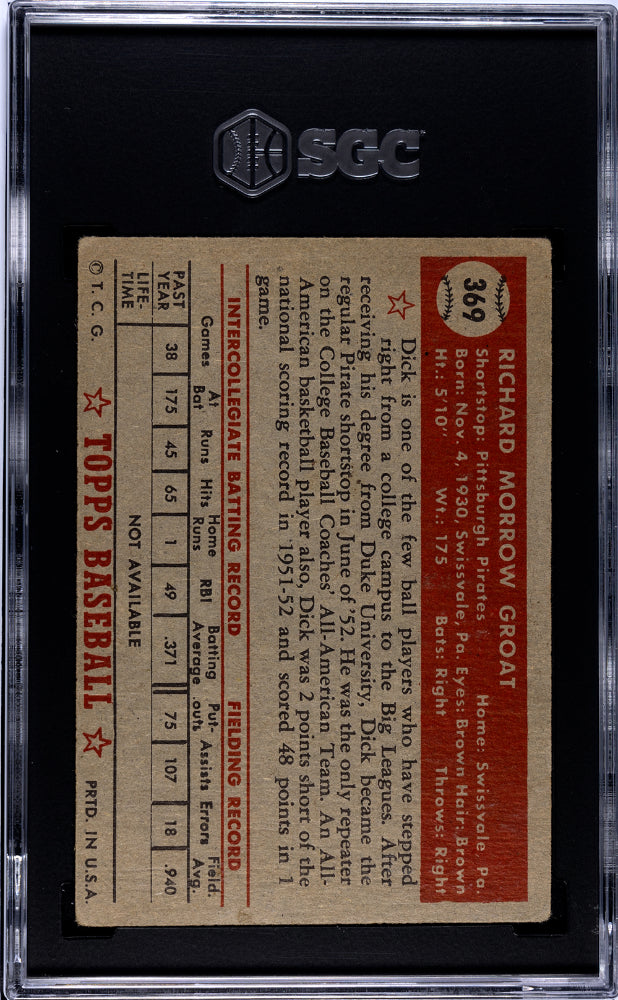 SGC
369
RICHARD MORROW GROAT
Shortstop: Pittsburgh Pirates Home: Swissvale, Pa.
Born: Nov. 4, 1930, Swissvale, Pa. Eyes: Brown Hair: Brown
Ht.: 5'10" Wt.: 175 Bats: Right Throws: Right
Dick is one of the few ball players who have stepped
right from a college campus to the Big Leagues. After
receiving his degree from Duke University, Dick became the
regular Pirate shortstop in June of '52. He was the only repeater
on the College Baseball Coaches' All-American Team. An All-
American basketball player also, Dick was 2 points short of the
national scoring record in 1951-52 and scored 48 points in 1
game.
INTERCOLLEGIATE BATTING RECORD FIELDING RECORD
Games At Bat Runs Hits Home Runs RBI Batting Average Put-outs Assists Errors Field. Avg.
PAST YEAR 38 175 45 65 1 49 .371 75 107 18 .940
LIFE-TIME NOT AVAILABLE
© T. C. G. TOPPS BASEBALL PRTD. IN U.S.A.